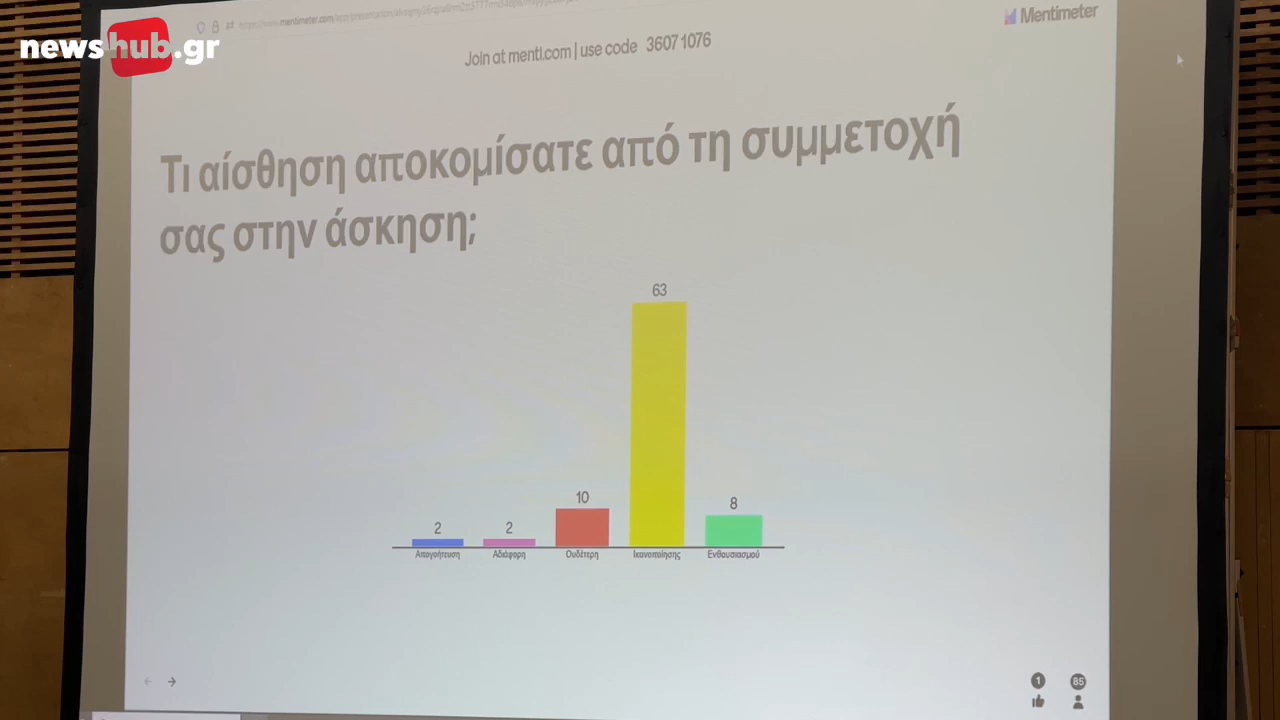 newshub.gr
Mentimeter
Join at menti.com | use code 3607 1076
Τι αίσθηση αποκομίσατε από τη συμμετοχή
σας στην άσκηση;
63
10
8
2
2
Απογοήτευση
Αδιάφορη
Ουδέτερη
Ικανοποίησης
Ενθουσιασμού
1
85